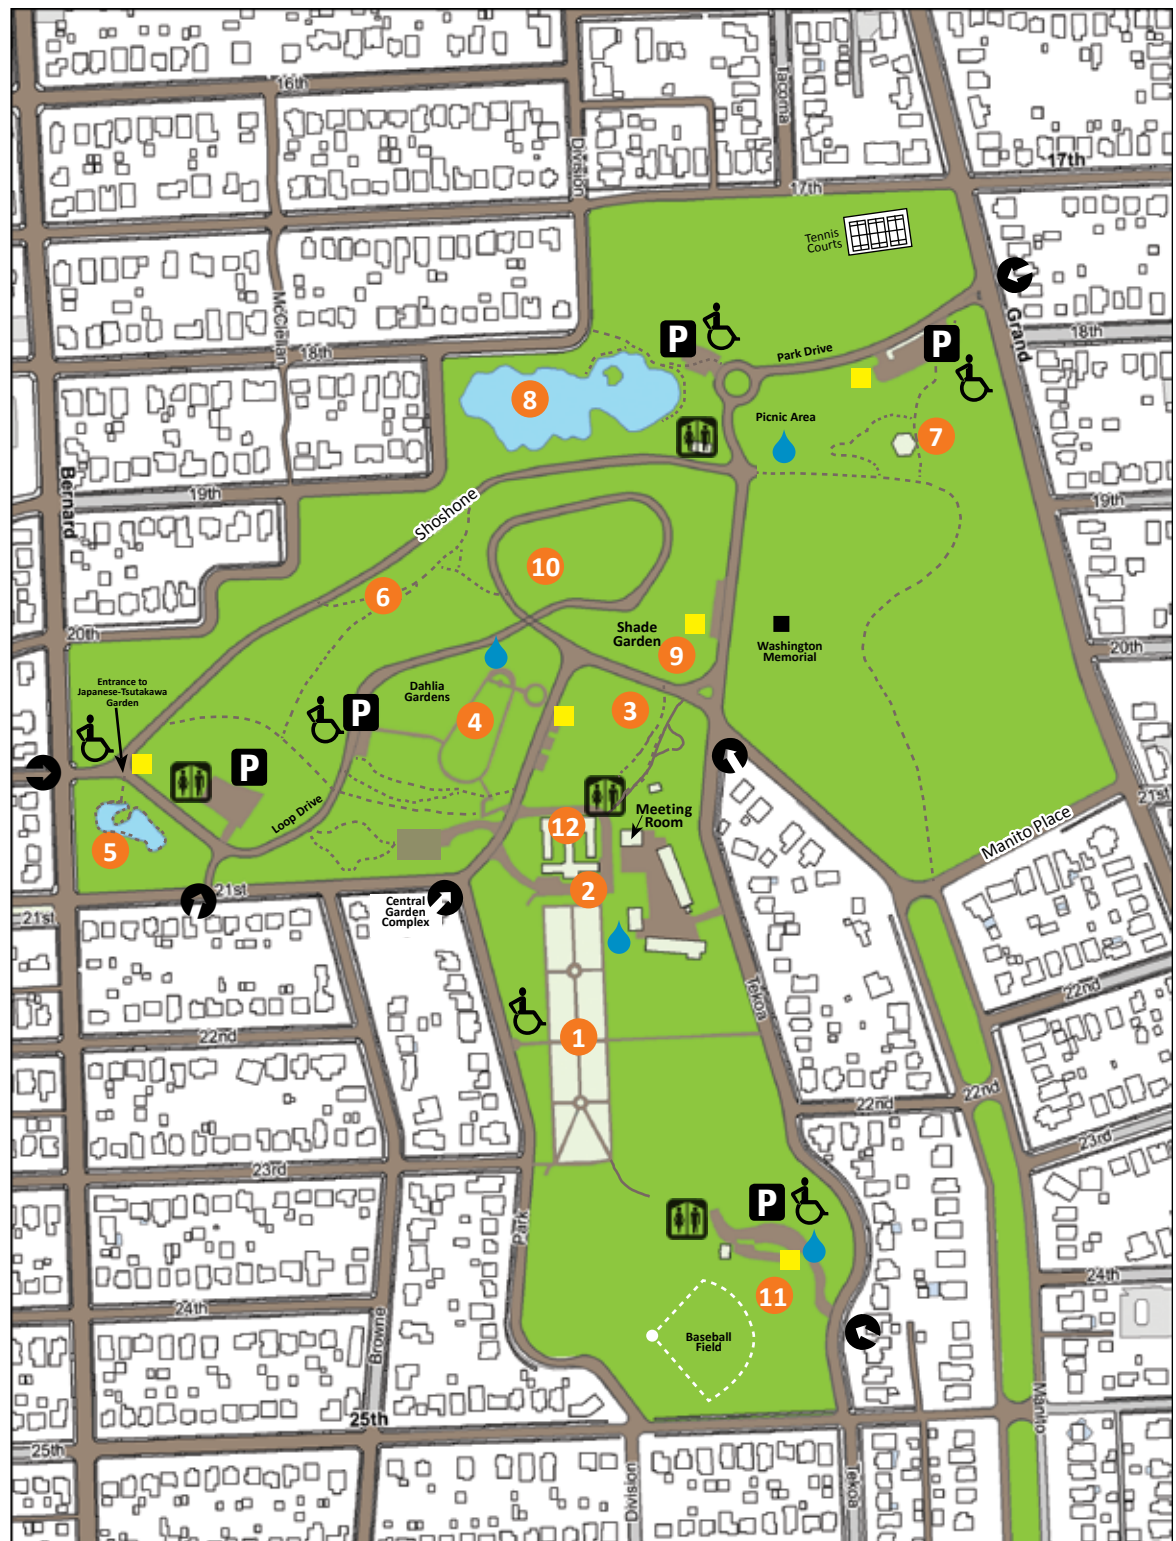 16th
Tacoma
Division
17th
17th
Tennis
Courts
McClellan
18th
P
Park Drive
P
Grand
18th
8
Picnic Area
7
Bernard
19th
Shoshone
19th
10
6
20th
Shade
Garden
9
Washington
Memorial
20th
Entrance to
Japanese-Tsutakawa
Garden
Dahlia
Gardens
P
4
3
P
21st
Loop Drive
Meeting
Room
12
Manito Place
5
21st
2
21st
Central
Garden
Complex
Tekoa
22nd
22nd
1
22nd
22nd
23rd
23rd
P
Park
24th
11
24th
Browne
Baseball
Field
25th
Manito
25th
Division
Tekoa